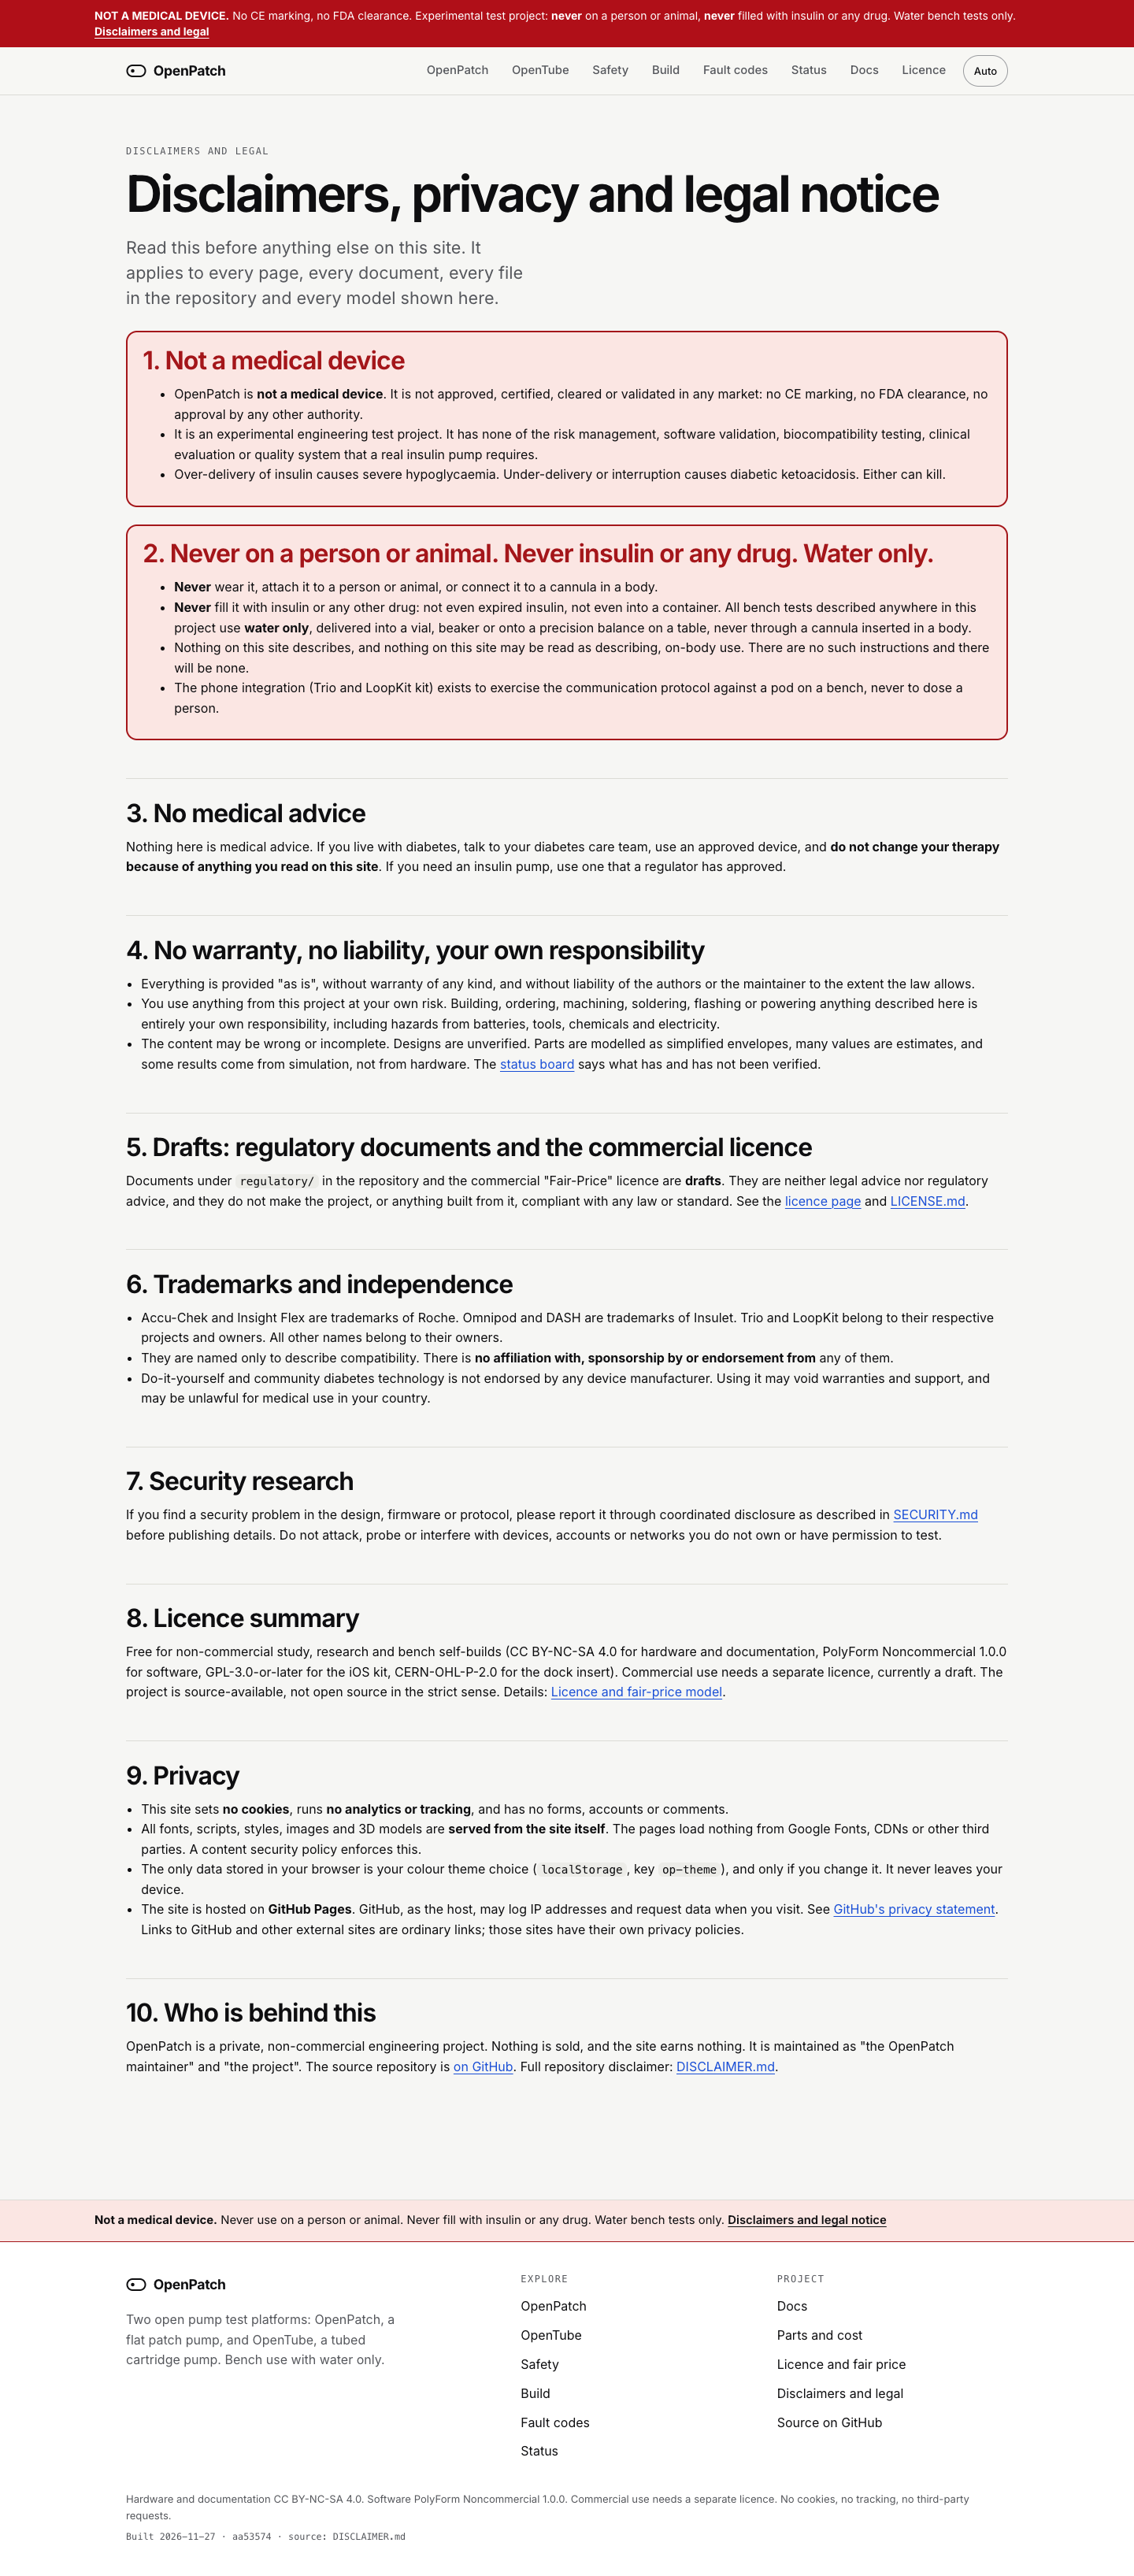 NOT A MEDICAL DEVICE. No CE marking, no FDA clearance. Experimental test project: never on a person or animal, never filled with insulin or any drug. Water bench tests only.
Disclaimers and legal
OpenPatch
OpenPatch OpenTube Safety Build Fault codes Status Docs Licence Auto
DISCLAIMERS AND LEGAL
Disclaimers, privacy and legal notice
Read this before anything else on this site. It
applies to every page, every document, every file
in the repository and every model shown here.
1. Not a medical device
• OpenPatch is not a medical device. It is not approved, certified, cleared or validated in any market: no CE marking, no FDA clearance, no
approval by any other authority.
• It is an experimental engineering test project. It has none of the risk management, software validation, biocompatibility testing, clinical
evaluation or quality system that a real insulin pump requires.
• Over-delivery of insulin causes severe hypoglycaemia. Under-delivery or interruption causes diabetic ketoacidosis. Either can kill.
2. Never on a person or animal. Never insulin or any drug. Water only.
• Never wear it, attach it to a person or animal, or connect it to a cannula in a body.
• Never fill it with insulin or any other drug: not even expired insulin, not even into a container. All bench tests described anywhere in this
project use water only, delivered into a vial, beaker or onto a precision balance on a table, never through a cannula inserted in a body.
• Nothing on this site describes, and nothing on this site may be read as describing, on-body use. There are no such instructions and there
will be none.
• The phone integration (Trio and LoopKit kit) exists to exercise the communication protocol against a pod on a bench, never to dose a
person.
3. No medical advice
Nothing here is medical advice. If you live with diabetes, talk to your diabetes care team, use an approved device, and do not change your therapy
because of anything you read on this site. If you need an insulin pump, use one that a regulator has approved.
4. No warranty, no liability, your own responsibility
• Everything is provided "as is", without warranty of any kind, and without liability of the authors or the maintainer to the extent the law allows.
• You use anything from this project at your own risk. Building, ordering, machining, soldering, flashing or powering anything described here is
entirely your own responsibility, including hazards from batteries, tools, chemicals and electricity.
• The content may be wrong or incomplete. Designs are unverified. Parts are modelled as simplified envelopes, many values are estimates, and
some results come from simulation, not from hardware. The status board says what has and has not been verified.
5. Drafts: regulatory documents and the commercial licence
Documents under regulatory/ in the repository and the commercial "Fair-Price" licence are drafts. They are neither legal advice nor regulatory
advice, and they do not make the project, or anything built from it, compliant with any law or standard. See the licence page and LICENSE.md.
6. Trademarks and independence
• Accu-Chek and Insight Flex are trademarks of Roche. Omnipod and DASH are trademarks of Insulet. Trio and LoopKit belong to their respective
projects and owners. All other names belong to their owners.
• They are named only to describe compatibility. There is no affiliation with, sponsorship by or endorsement from any of them.
• Do-it-yourself and community diabetes technology is not endorsed by any device manufacturer. Using it may void warranties and support, and
may be unlawful for medical use in your country.
7. Security research
If you find a security problem in the design, firmware or protocol, please report it through coordinated disclosure as described in SECURITY.md
before publishing details. Do not attack, probe or interfere with devices, accounts or networks you do not own or have permission to test.
8. Licence summary
Free for non-commercial study, research and bench self-builds (CC BY-NC-SA 4.0 for hardware and documentation, PolyForm Noncommercial 1.0.0
for software, GPL-3.0-or-later for the iOS kit, CERN-OHL-P-2.0 for the dock insert). Commercial use needs a separate licence, currently a draft. The
project is source-available, not open source in the strict sense. Details: Licence and fair-price model.
9. Privacy
• This site sets no cookies, runs no analytics or tracking, and has no forms, accounts or comments.
• All fonts, scripts, styles, images and 3D models are served from the site itself. The pages load nothing from Google Fonts, CDNs or other third
parties. A content security policy enforces this.
• The only data stored in your browser is your colour theme choice ( localStorage , key op-theme ), and only if you change it. It never leaves your
device.
• The site is hosted on GitHub Pages. GitHub, as the host, may log IP addresses and request data when you visit. See GitHub's privacy statement.
Links to GitHub and other external sites are ordinary links; those sites have their own privacy policies.
10. Who is behind this
OpenPatch is a private, non-commercial engineering project. Nothing is sold, and the site earns nothing. It is maintained as "the OpenPatch
maintainer" and "the project". The source repository is on GitHub. Full repository disclaimer: DISCLAIMER.md.
Not a medical device. Never use on a person or animal. Never fill with insulin or any drug. Water bench tests only. Disclaimers and legal notice
OpenPatch
Two open pump test platforms: OpenPatch, a
flat patch pump, and OpenTube, a tubed
cartridge pump. Bench use with water only.
EXPLORE
OpenPatch
OpenTube
Safety
Build
Fault codes
Status
PROJECT
Docs
Parts and cost
Licence and fair price
Disclaimers and legal
Source on GitHub
Hardware and documentation CC BY-NC-SA 4.0. Software PolyForm Noncommercial 1.0.0. Commercial use needs a separate licence. No cookies, no tracking, no third-party
requests.
Built 2026-11-27 · aa53574 · source: DISCLAIMER.md